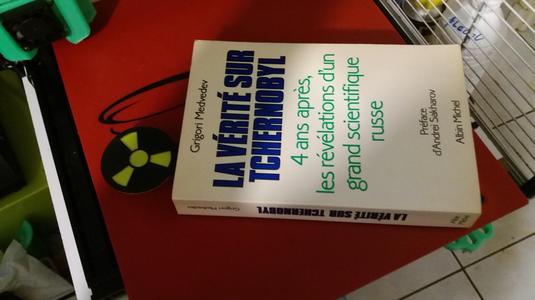 Grigori Medvedev
LA VÉRITÉ SUR
TCHERNOBYL
4 ans après,
les révélations d'un
grand scientifique
russe
Préface
d'Andreï Sakharov
Albin Michel
Grigori Medvedev
LA VÉRITÉ SUR TCHERNOBYL